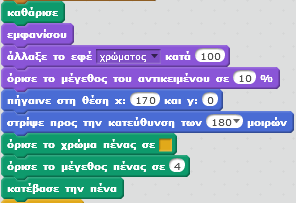 καθάρισε
εμφανίσου
άλλαξε το εφέ χρώματος κατά 100
όρισε το μέγεθος του αντικειμένου σε 10 %
πήγαινε στη θέση x: 170 και y: 0
στρίψε προς την κατεύθυνση των 180 μοιρών
όρισε το χρώμα πένας σε
όρισε το μέγεθος πένας σε 4
κατέβασε την πένα